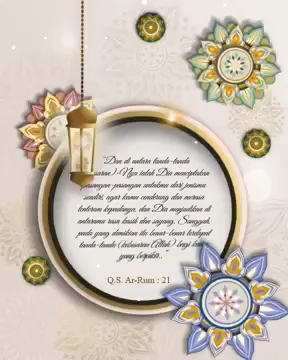 "Dan di antara tanda-tanda
saran)-Nya ialah Dia menciptakan
pasangan-pasangan untukmu dari jenismu
sendiri, agar kamu cenderung dan merasa
tenteram kepadanya, dan Dia menjadikan di
antaramu rasa kasih dan sayang. Sungguh,
pada yang demikian itu benar-benar terdapat
tanda-tanda (kebesaran Allah) bagi kaum
yang berpikir.
Q.S. Ar-Rum : 21